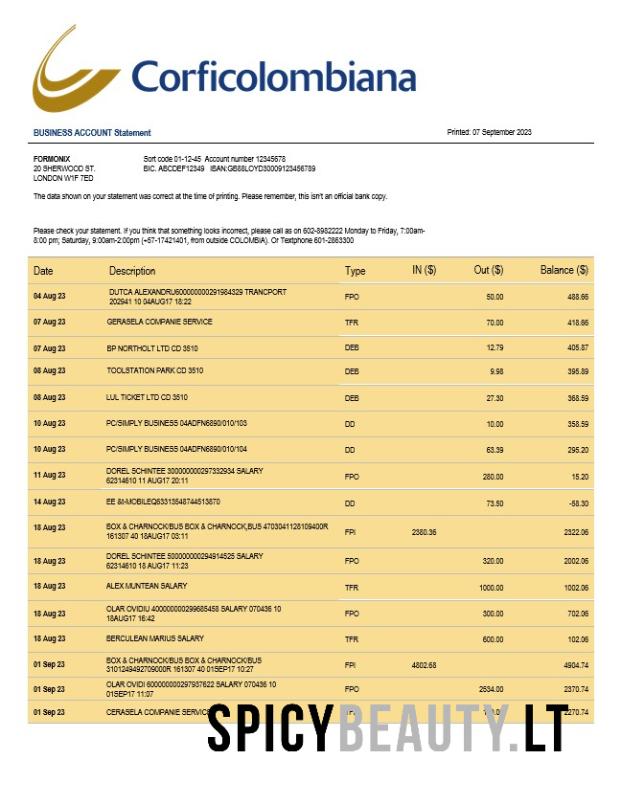 Corficolombiana
BUSINESS ACCOUNT Statement Printed: 07 September 2023
FORMONIX Sort code 01-12-45 Account number 12345678
20 SHERWOOD ST. BIC. ABCDEF12349 IBAN:GB88LOYD30009123456789
LONDON W1F 7ED
The data shown on your statement was correct at the time of printing. Please remember, this isn't an official bank copy.
Please check your statement. If you think that something looks incorrect, please call as on 602-8982222 Monday to Friday, 7:00am-
8:00 pm; Saturday, 9:00am-2:00pm (+57-17421401, from outside COLOMBIA). Or Textphone 601-2863300
Date Description Type IN ($) Out ($) Balance ($)
04 Aug 23 DUTCA ALEXANDRU600000000291984329 TRANCPORT FPO 50.00 488.66
202941 10 04AUG17 18:22
07 Aug 23 GERASELA COMPANIE SERVICE TFR 70.00 418.66
07 Aug 23 BP NORTHOLT LTD CD 3510 DEB 12.79 405.87
08 Aug 23 TOOLSTATION PARK CD 3510 DEB 9.98 395.89
08 Aug 23 LUL TICKET LTD CD 3510 DEB 27.30 368.59
10 Aug 23 PC/SIMPLY BUSINESS 04ADFN6890/010/103 DD 10.00 358.59
10 Aug 23 PC/SIMPLY BUSINESS 04ADFN6890/010/104 DD 63.39 295.20
11 Aug 23 DOREL SCHINTEE 300000000297332934 SALARY FPO 280.00 15.20
62314610 11 AUG17 20:11
14 Aug 23 EE &I-MOBILEQ63313548744513870 DD 73.50 -58.30
18 Aug 23 BOX & CHARNOCK/BUS BOX & CHARNOCK,BUS 4703041128109400R FPI 2380.36 2322.06
161307 40 18AUG17 03:11
18 Aug 23 DOREL SCHINTEE 500000000294914525 SALARY FPO 320.00 2002.06
62314610 18 AUG17 11:23
18 Aug 23 ALEX MUNTEAN SALARY TFR 1000.00 1002.06
18 Aug 23 OLAR OVIDIU 400000000299685458 SALARY 070436 10 FPO 300.00 702.06
18AUG17 16:42
18 Aug 23 BERCULEAN MARIUS SALARY TFR 600.00 102.06
01 Sep 23 BOX & CHARNOCK/BUS BOX & CHARNOCK/BUS FPI 4802.68 4904.74
3101249492709000R 161307 40 01SEP17 10:27
01 Sep 23 OLAR OVIDI 600000000297937622 SALARY 070436 10 FPO 2534.00 2370.74
01SEP17 11:07
01 Sep 23 CERASELA COMPANIE SERVICE 2270.74
SPICYBEAUTY.LT